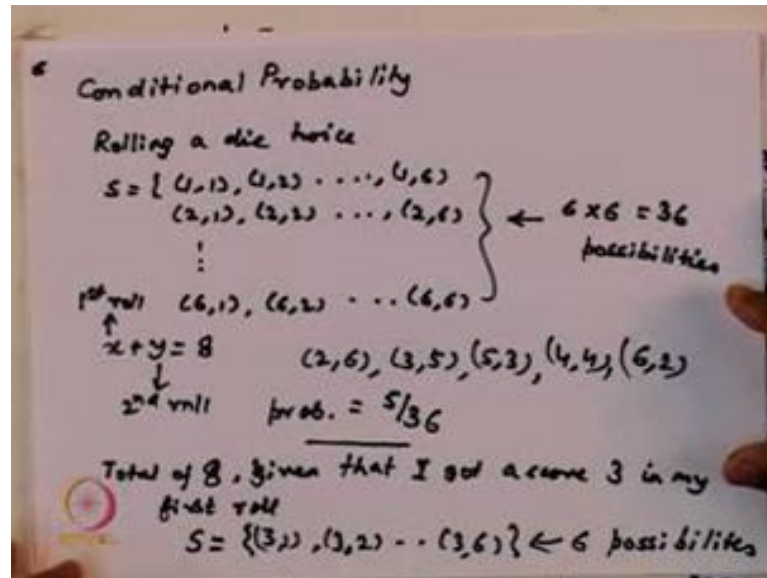 6
Conditional Probability
Rolling a die twice
S = { (1,1), (1,2) ...., (1,6)
(2,1), (2,2) ...., (2,6)
⋮
(6,1), (6,2) ... (6,6) }
← 6 x 6 = 36
possibilities
1st roll
↑
x + y = 8
↓
2nd roll
(2,6), (3,5), (5,3), (4,4), (6,2)
prob. = 5/36
Total of 8, given that I got a score 3 in my
first roll
S = {(3,1), (3,2) -- (3,6)} ← 6 possibilites